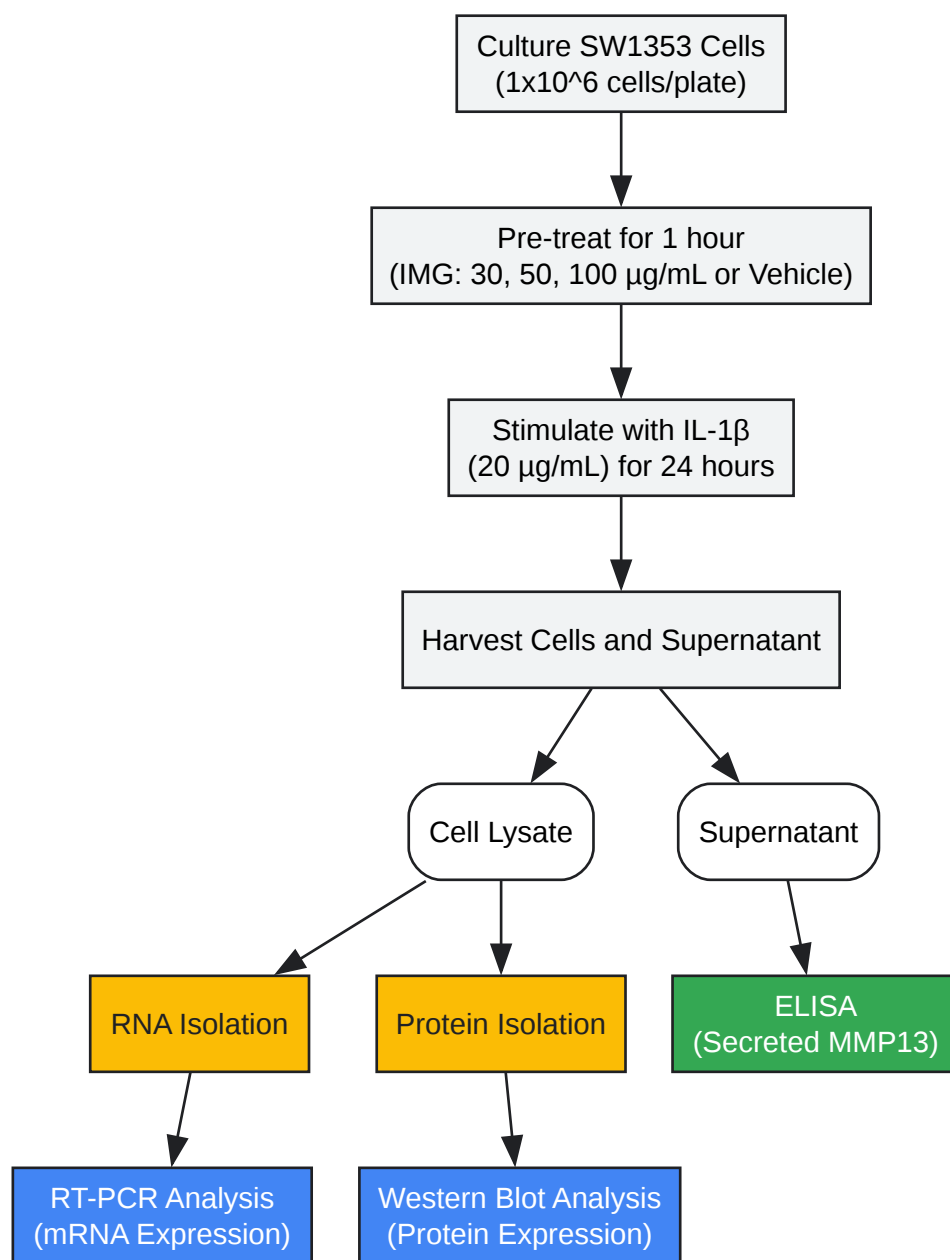 Culture SW1353 Cells
(1x10^6 cells/plate)
Pre-treat for 1 hour
(IMG: 30, 50, 100 µg/mL or Vehicle)
Stimulate with IL-1β
(20 µg/mL) for 24 hours
Harvest Cells and Supernatant
Cell Lysate
Supernatant
RNA Isolation
Protein Isolation
ELISA
(Secreted MMP13)
RT-PCR Analysis
(mRNA Expression)
Western Blot Analysis
(Protein Expression)